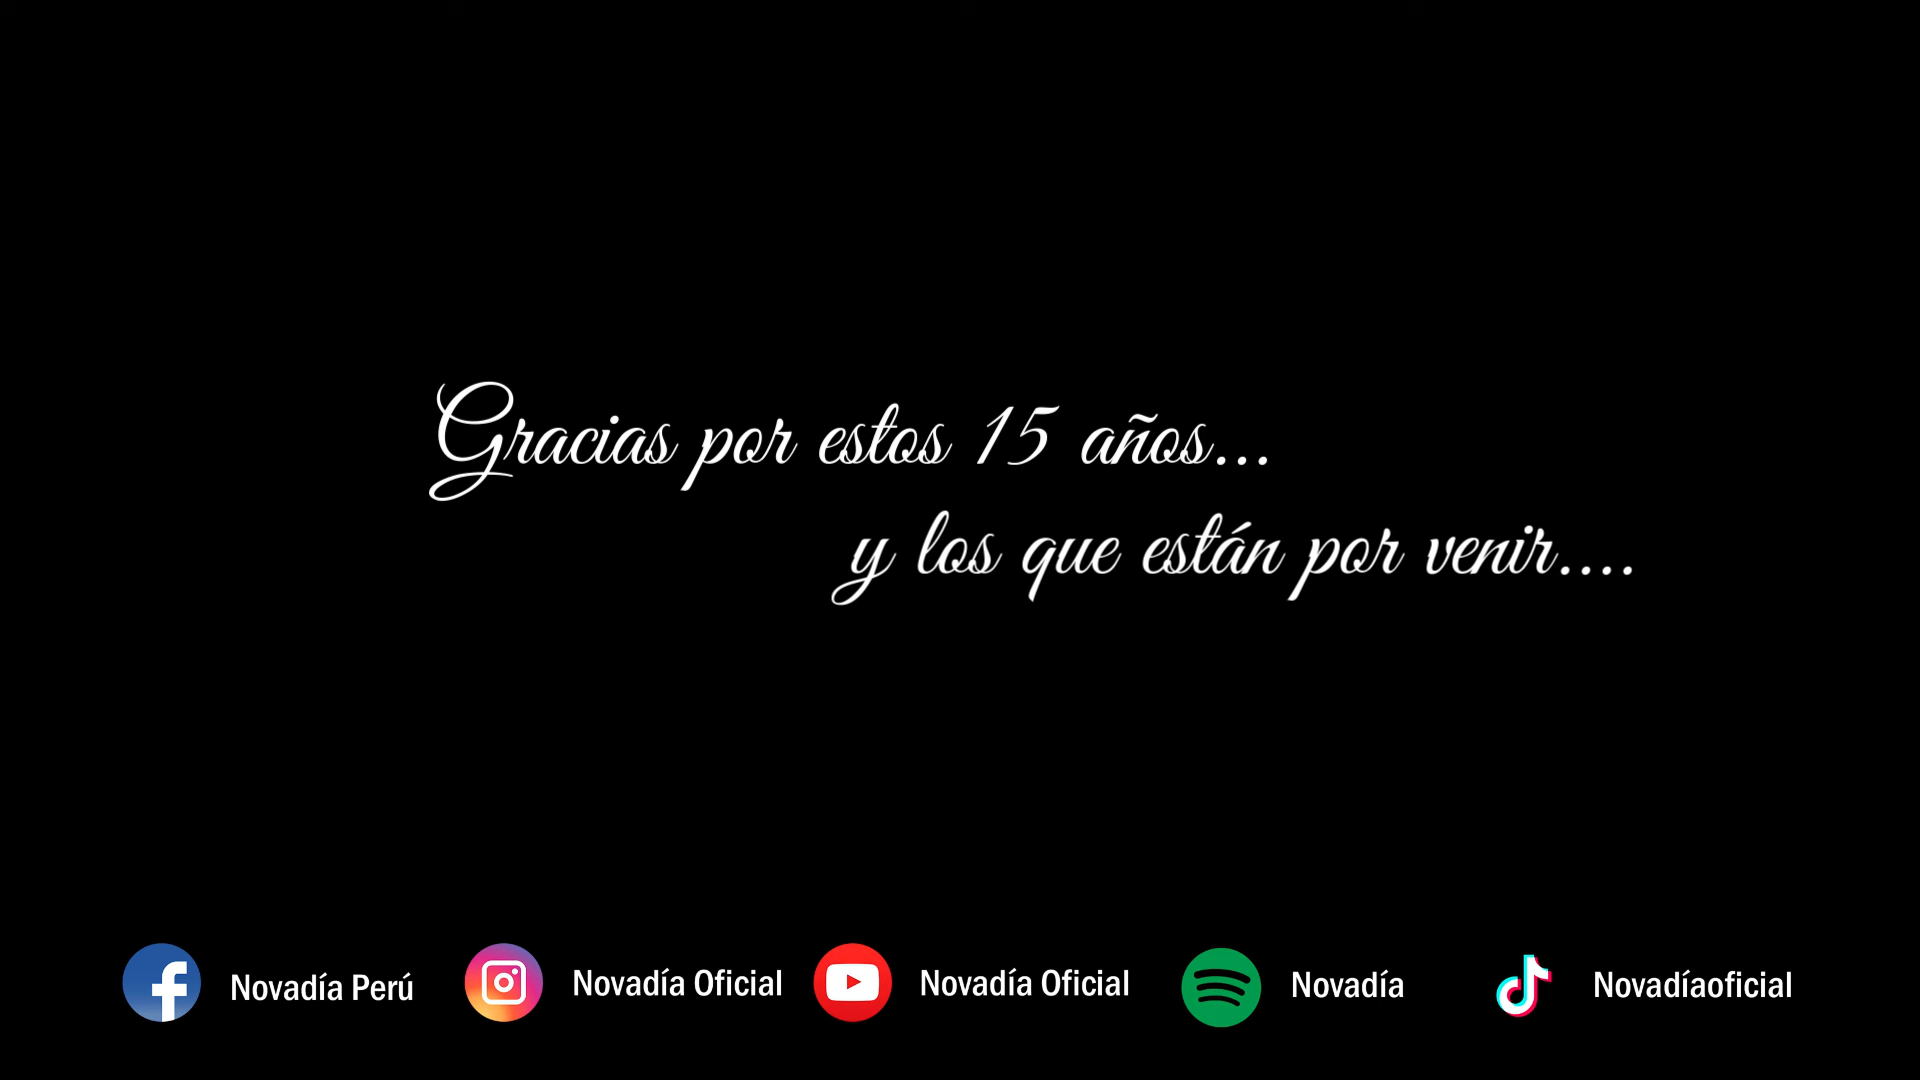 Gracias por estos 15 años...
y los que están por venir....
Novadía Perú
Novadía Oficial
Novadía Oficial
Novadía
Novadíaoficial